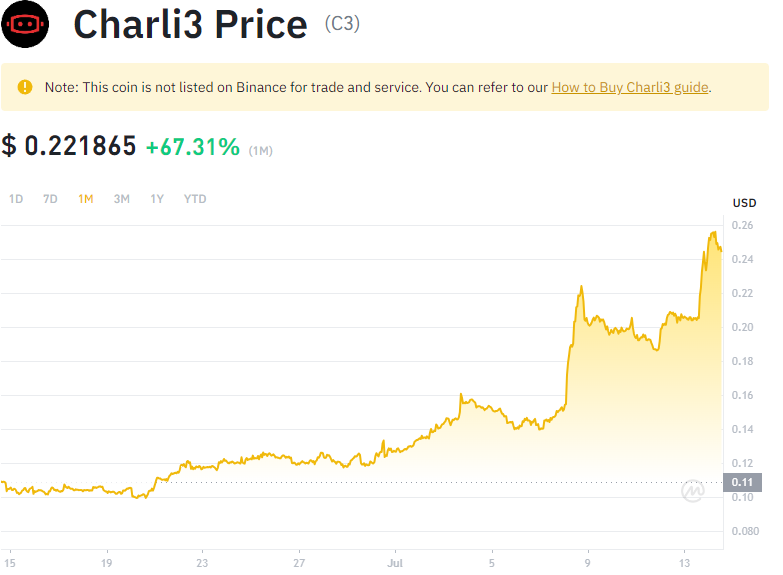 Charli3 Price (C3)
Note: This coin is not listed on Binance for trade and service. You can refer to our How to Buy Charli3 guide.
$ 0.221865 +67.31% (1M)
1D 7D 1M 3M 1Y YTD
USD
0.26
0.24
0.22
0.20
0.18
0.16
0.14
0.12
0.11
0.10
0.080
15 19 23 27 Jul 5 9 13